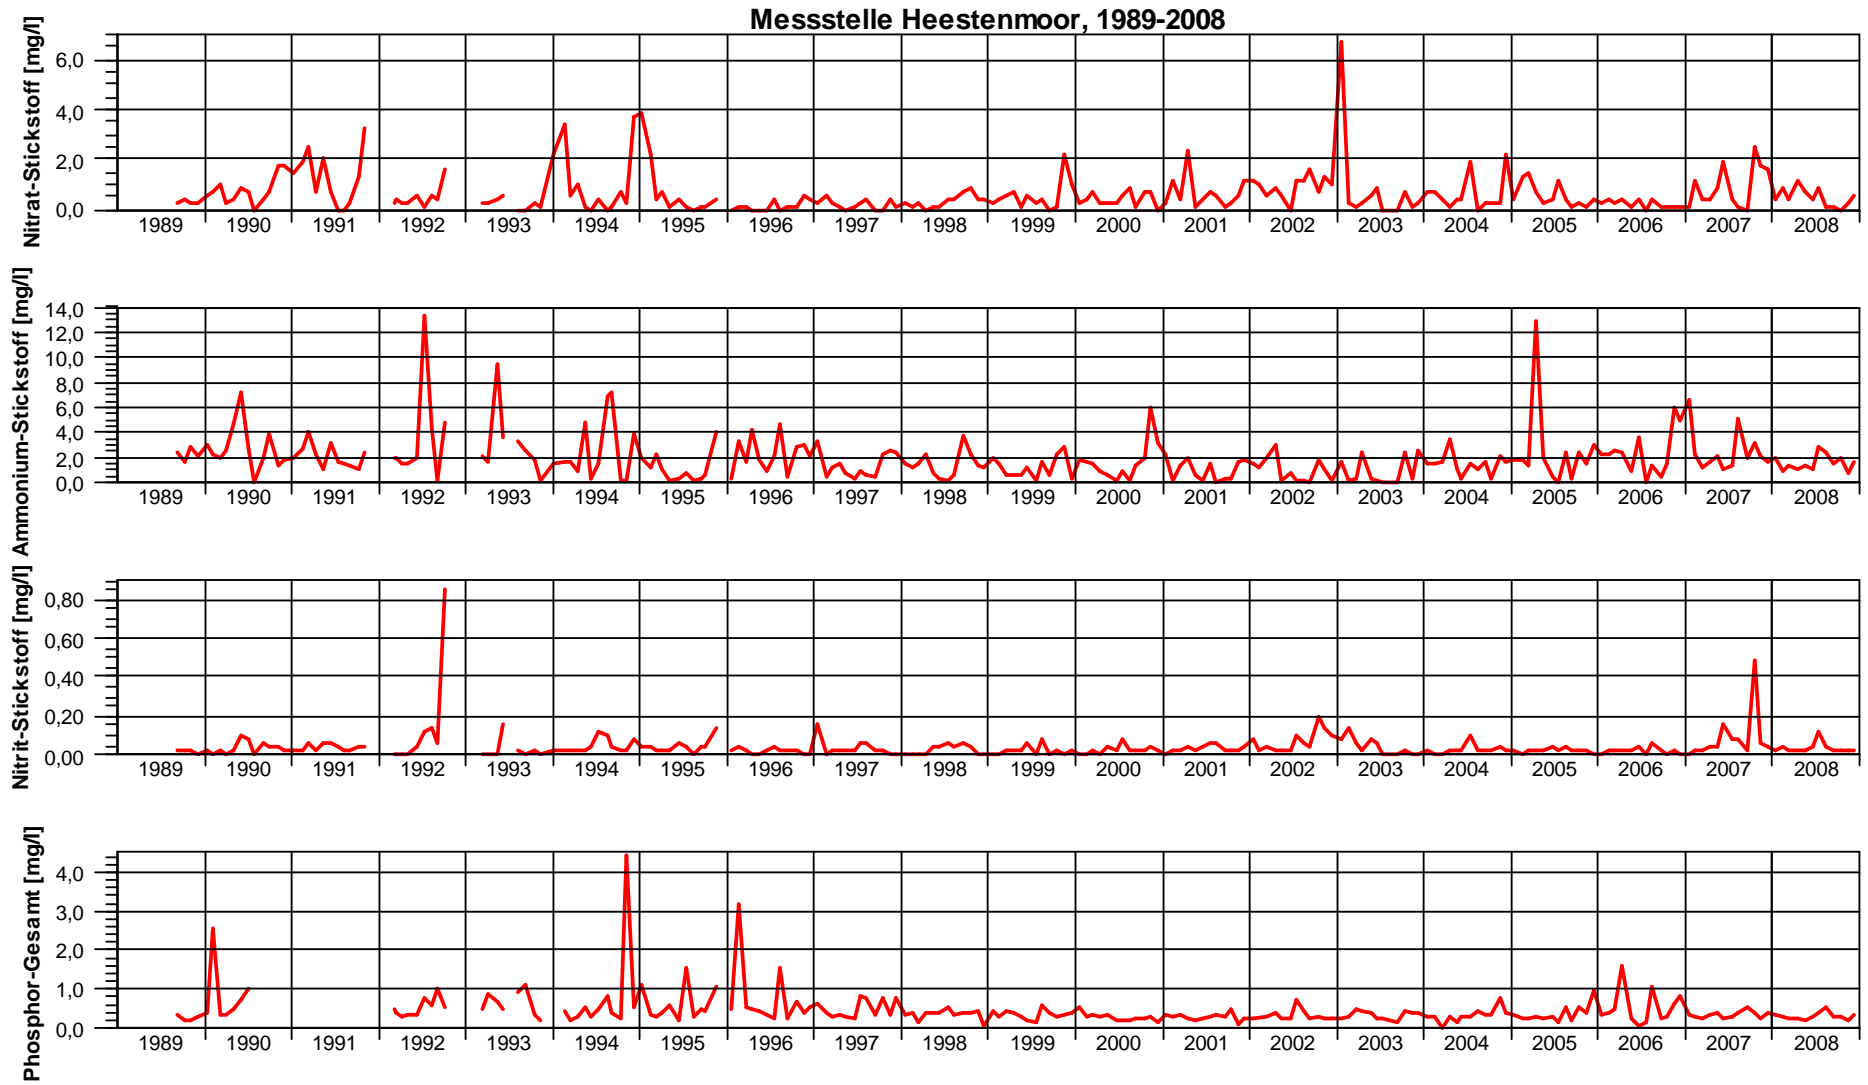 Messstelle Heestenmoor, 1989-2008
Nitrat-Stickstoff [mg/l]
6,0
4,0
2,0
0,0
1989 1990 1991 1992 1993 1994 1995 1996 1997 1998 1999 2000 2001 2002 2003 2004 2005 2006 2007 2008
Ammonium-Stickstoff [mg/l]
14,0
12,0
10,0
8,0
6,0
4,0
2,0
0,0
1989 1990 1991 1992 1993 1994 1995 1996 1997 1998 1999 2000 2001 2002 2003 2004 2005 2006 2007 2008
Nitrit-Stickstoff [mg/l]
0,80
0,60
0,40
0,20
0,00
1989 1990 1991 1992 1993 1994 1995 1996 1997 1998 1999 2000 2001 2002 2003 2004 2005 2006 2007 2008
Phosphor-Gesamt [mg/l]
4,0
3,0
2,0
1,0
0,0
1989 1990 1991 1992 1993 1994 1995 1996 1997 1998 1999 2000 2001 2002 2003 2004 2005 2006 2007 2008